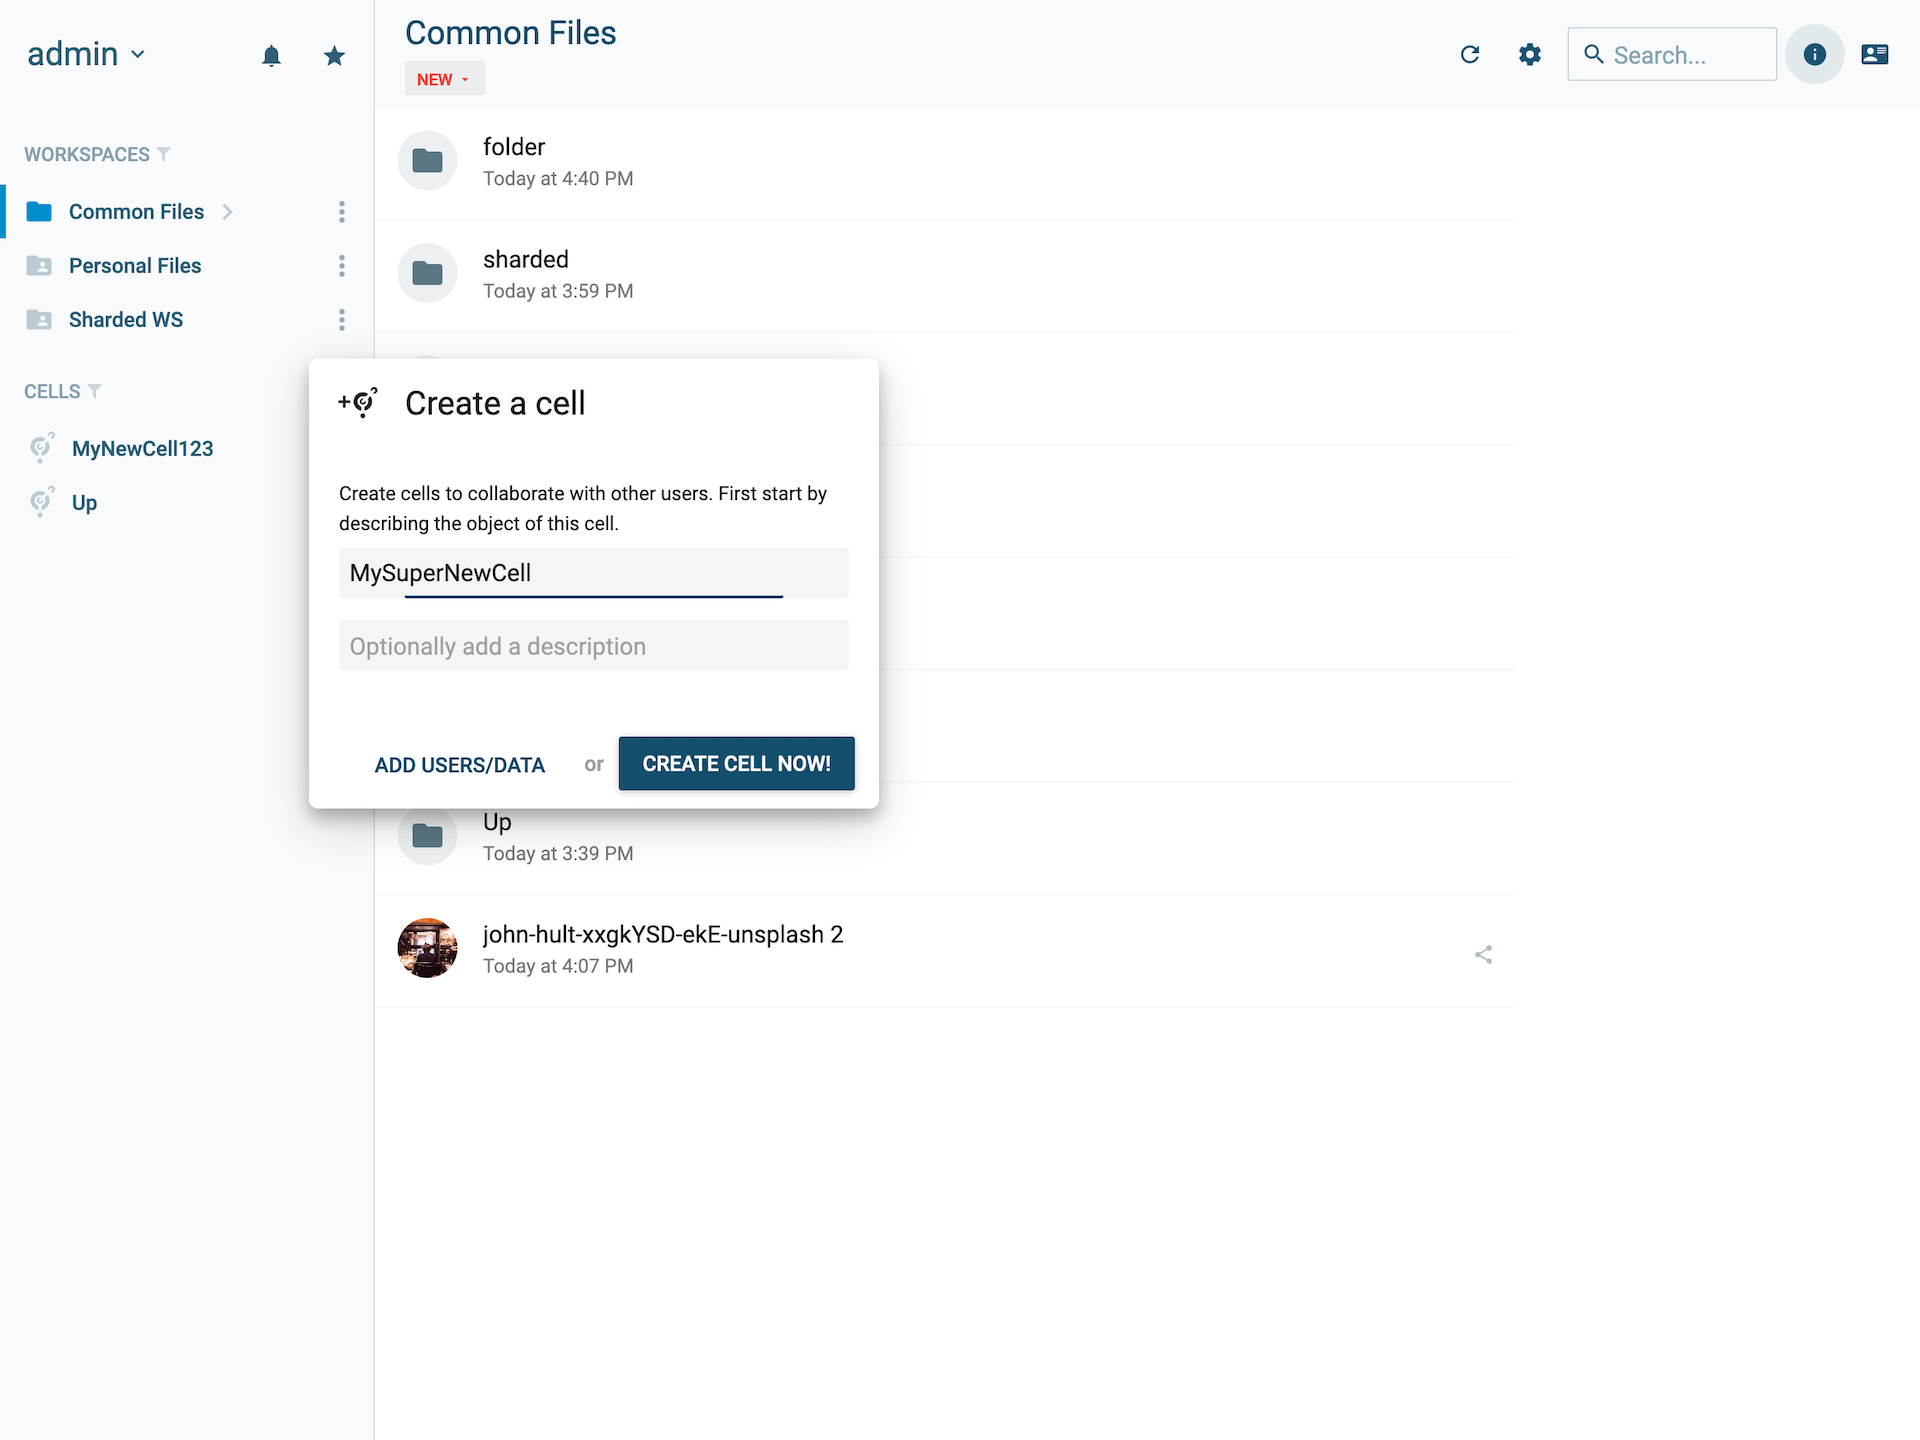 admin
Common Files
NEW
Search...
WORKSPACES
Common Files
Personal Files
Sharded WS
CELLS
MyNewCell123
Up
folder
Today at 4:40 PM
sharded
Today at 3:59 PM
Create a cell
Create cells to collaborate with other users. First start by
describing the object of this cell.
MySuperNewCell
Optionally add a description
ADD USERS/DATA or CREATE CELL NOW!
Up
Today at 3:39 PM
john-hult-xxgkYSD-ekE-unsplash 2
Today at 4:07 PM